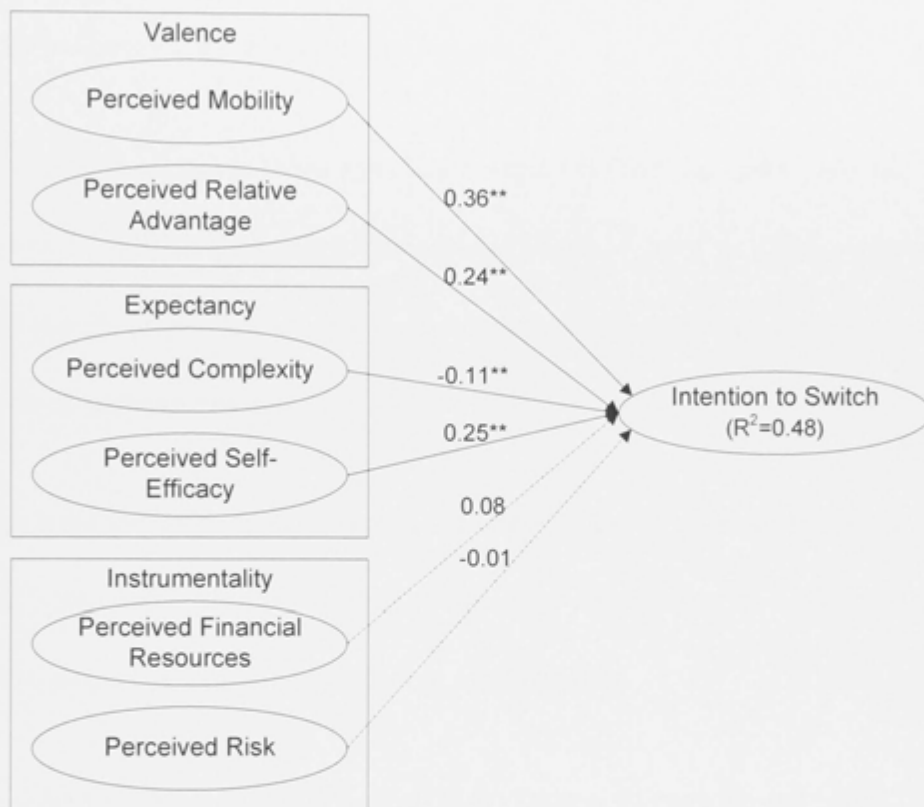 Valence
Perceived Mobility
Perceived Relative
Advantage
0.36**
0.24**
Expectancy
Perceived Complexity
-0.11**
Perceived Self-
Efficacy
0.25**
Intention to Switch
(R²=0.48)
Instrumentality
Perceived Financial
Resources
0.08
-0.01
Perceived Risk